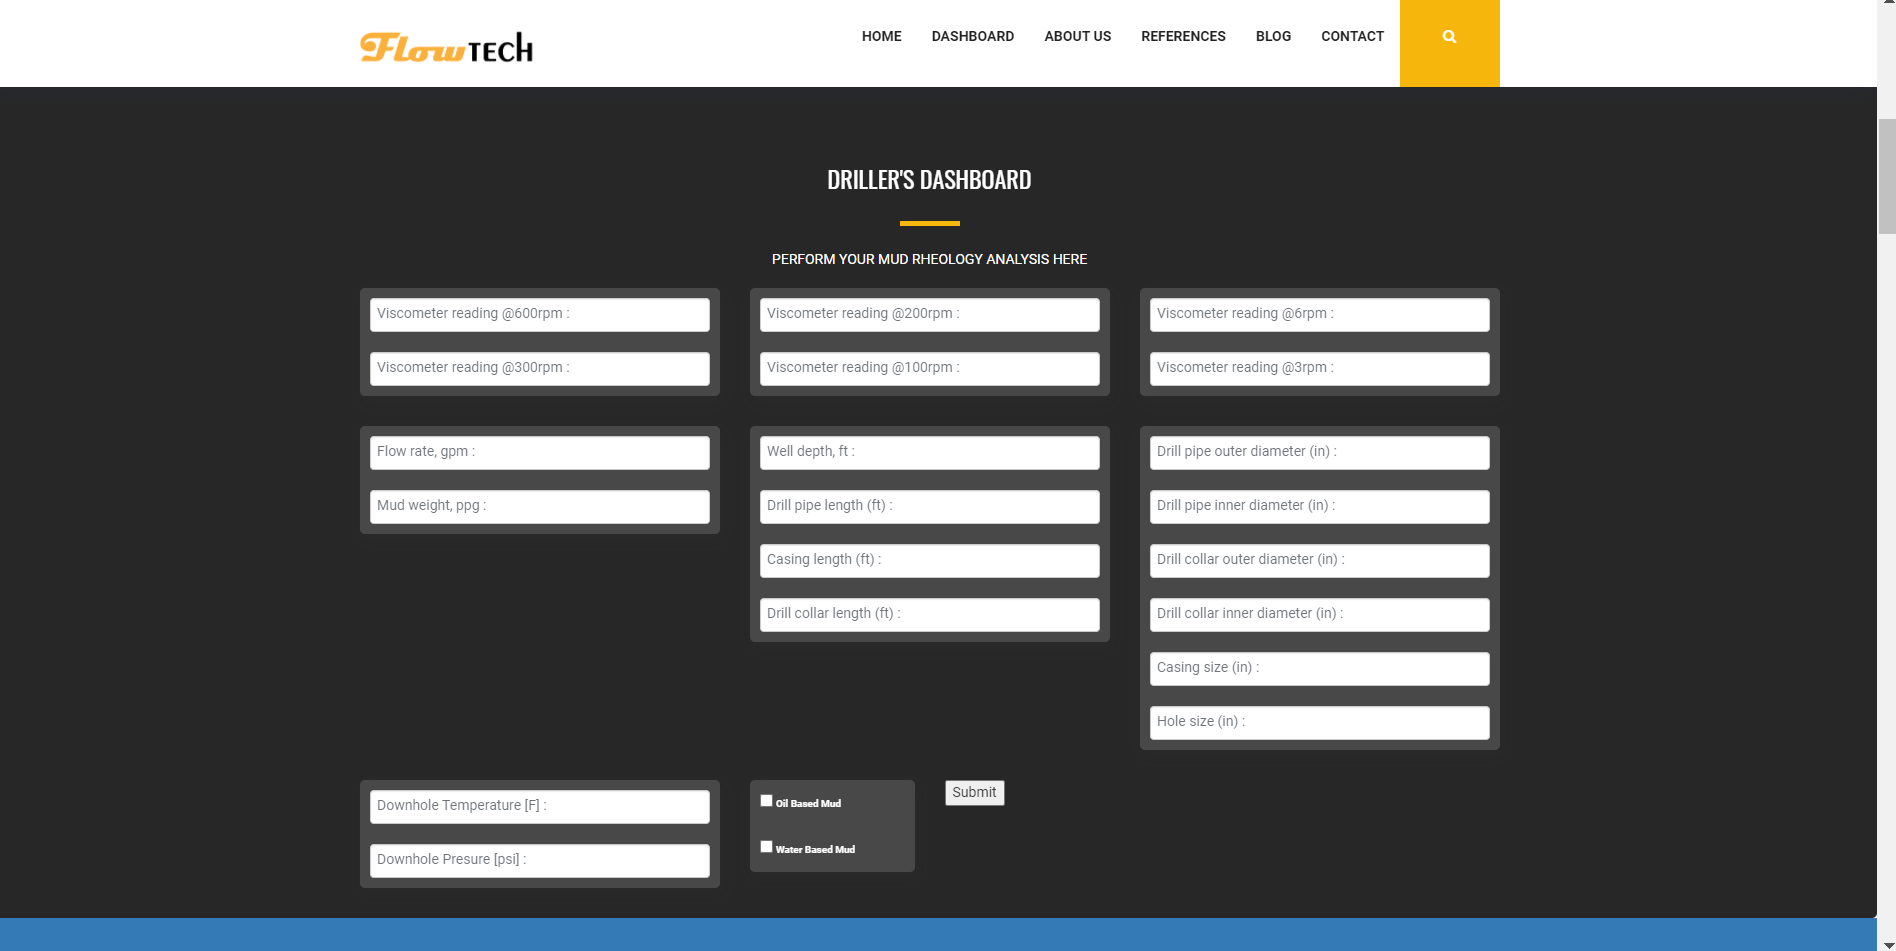 FlowTECH
HOME DASHBOARD ABOUT US REFERENCES BLOG CONTACT
DRILLER'S DASHBOARD
PERFORM YOUR MUD RHEOLOGY ANALYSIS HERE
Viscometer reading @600rpm :
Viscometer reading @300rpm :
Viscometer reading @200rpm :
Viscometer reading @100rpm :
Viscometer reading @6rpm :
Viscometer reading @3rpm :
Flow rate, gpm :
Mud weight, ppg :
Well depth, ft :
Drill pipe length (ft) :
Casing length (ft) :
Drill collar length (ft) :
Drill pipe outer diameter (in) :
Drill pipe inner diameter (in) :
Drill collar outer diameter (in) :
Drill collar inner diameter (in) :
Casing size (in) :
Hole size (in) :
Downhole Temperature [F] :
Downhole Presure [psi] :
Oil Based Mud
Water Based Mud
Submit